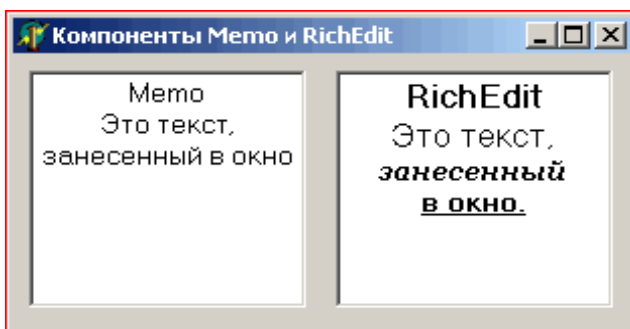 Компоненты Memo и RichEdit
Memo
Это текст,
занесенный в окно
RichEdit
Это текст,
занесенный
в окно.